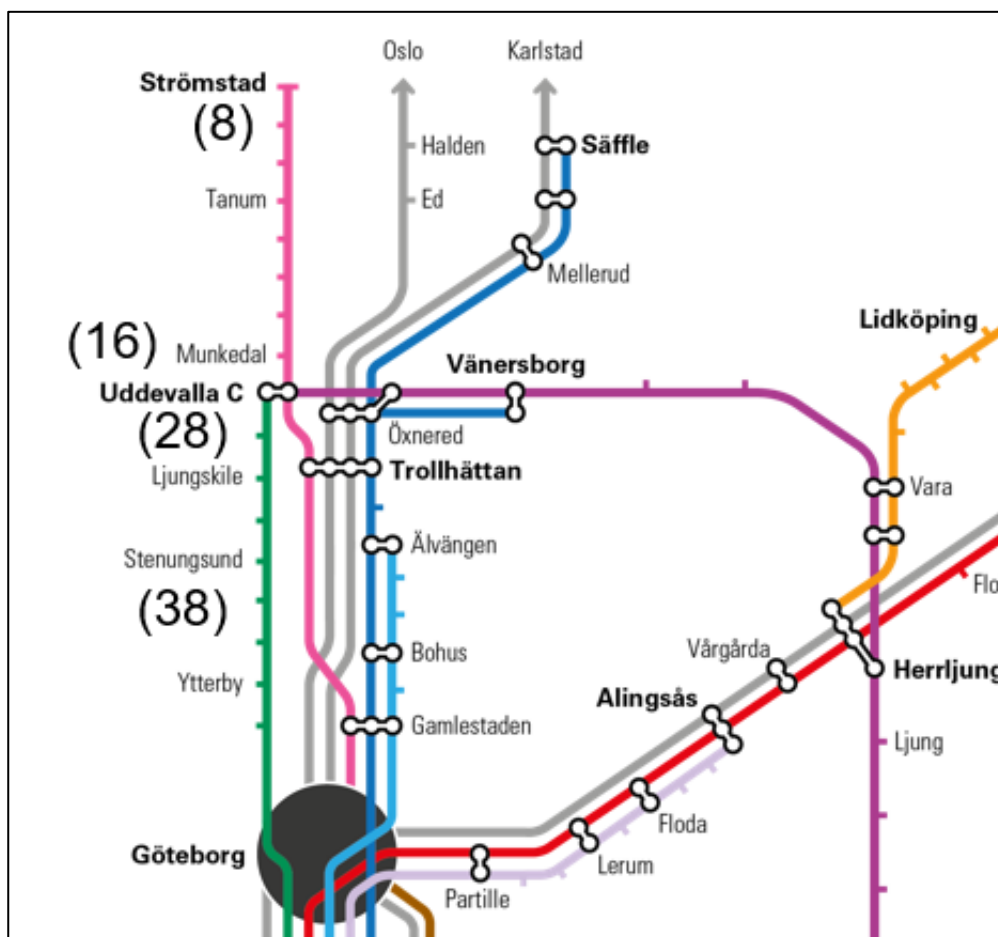 Oslo
Karlstad
Strömstad
(8)
Halden
Säffle
Tanum
Ed
Mellerud
Lidköping
(16)
Munkedal
Vänersborg
Uddevalla C
(28)
Öxnered
Ljungskile
Trollhättan
Vara
Stenungsund
Älvängen
Flo
(38)
Bohus
Vårgårda
Ytterby
Herrljung
Alingsås
Gamlestaden
Ljung
Floda
Göteborg
Lerum
Partille